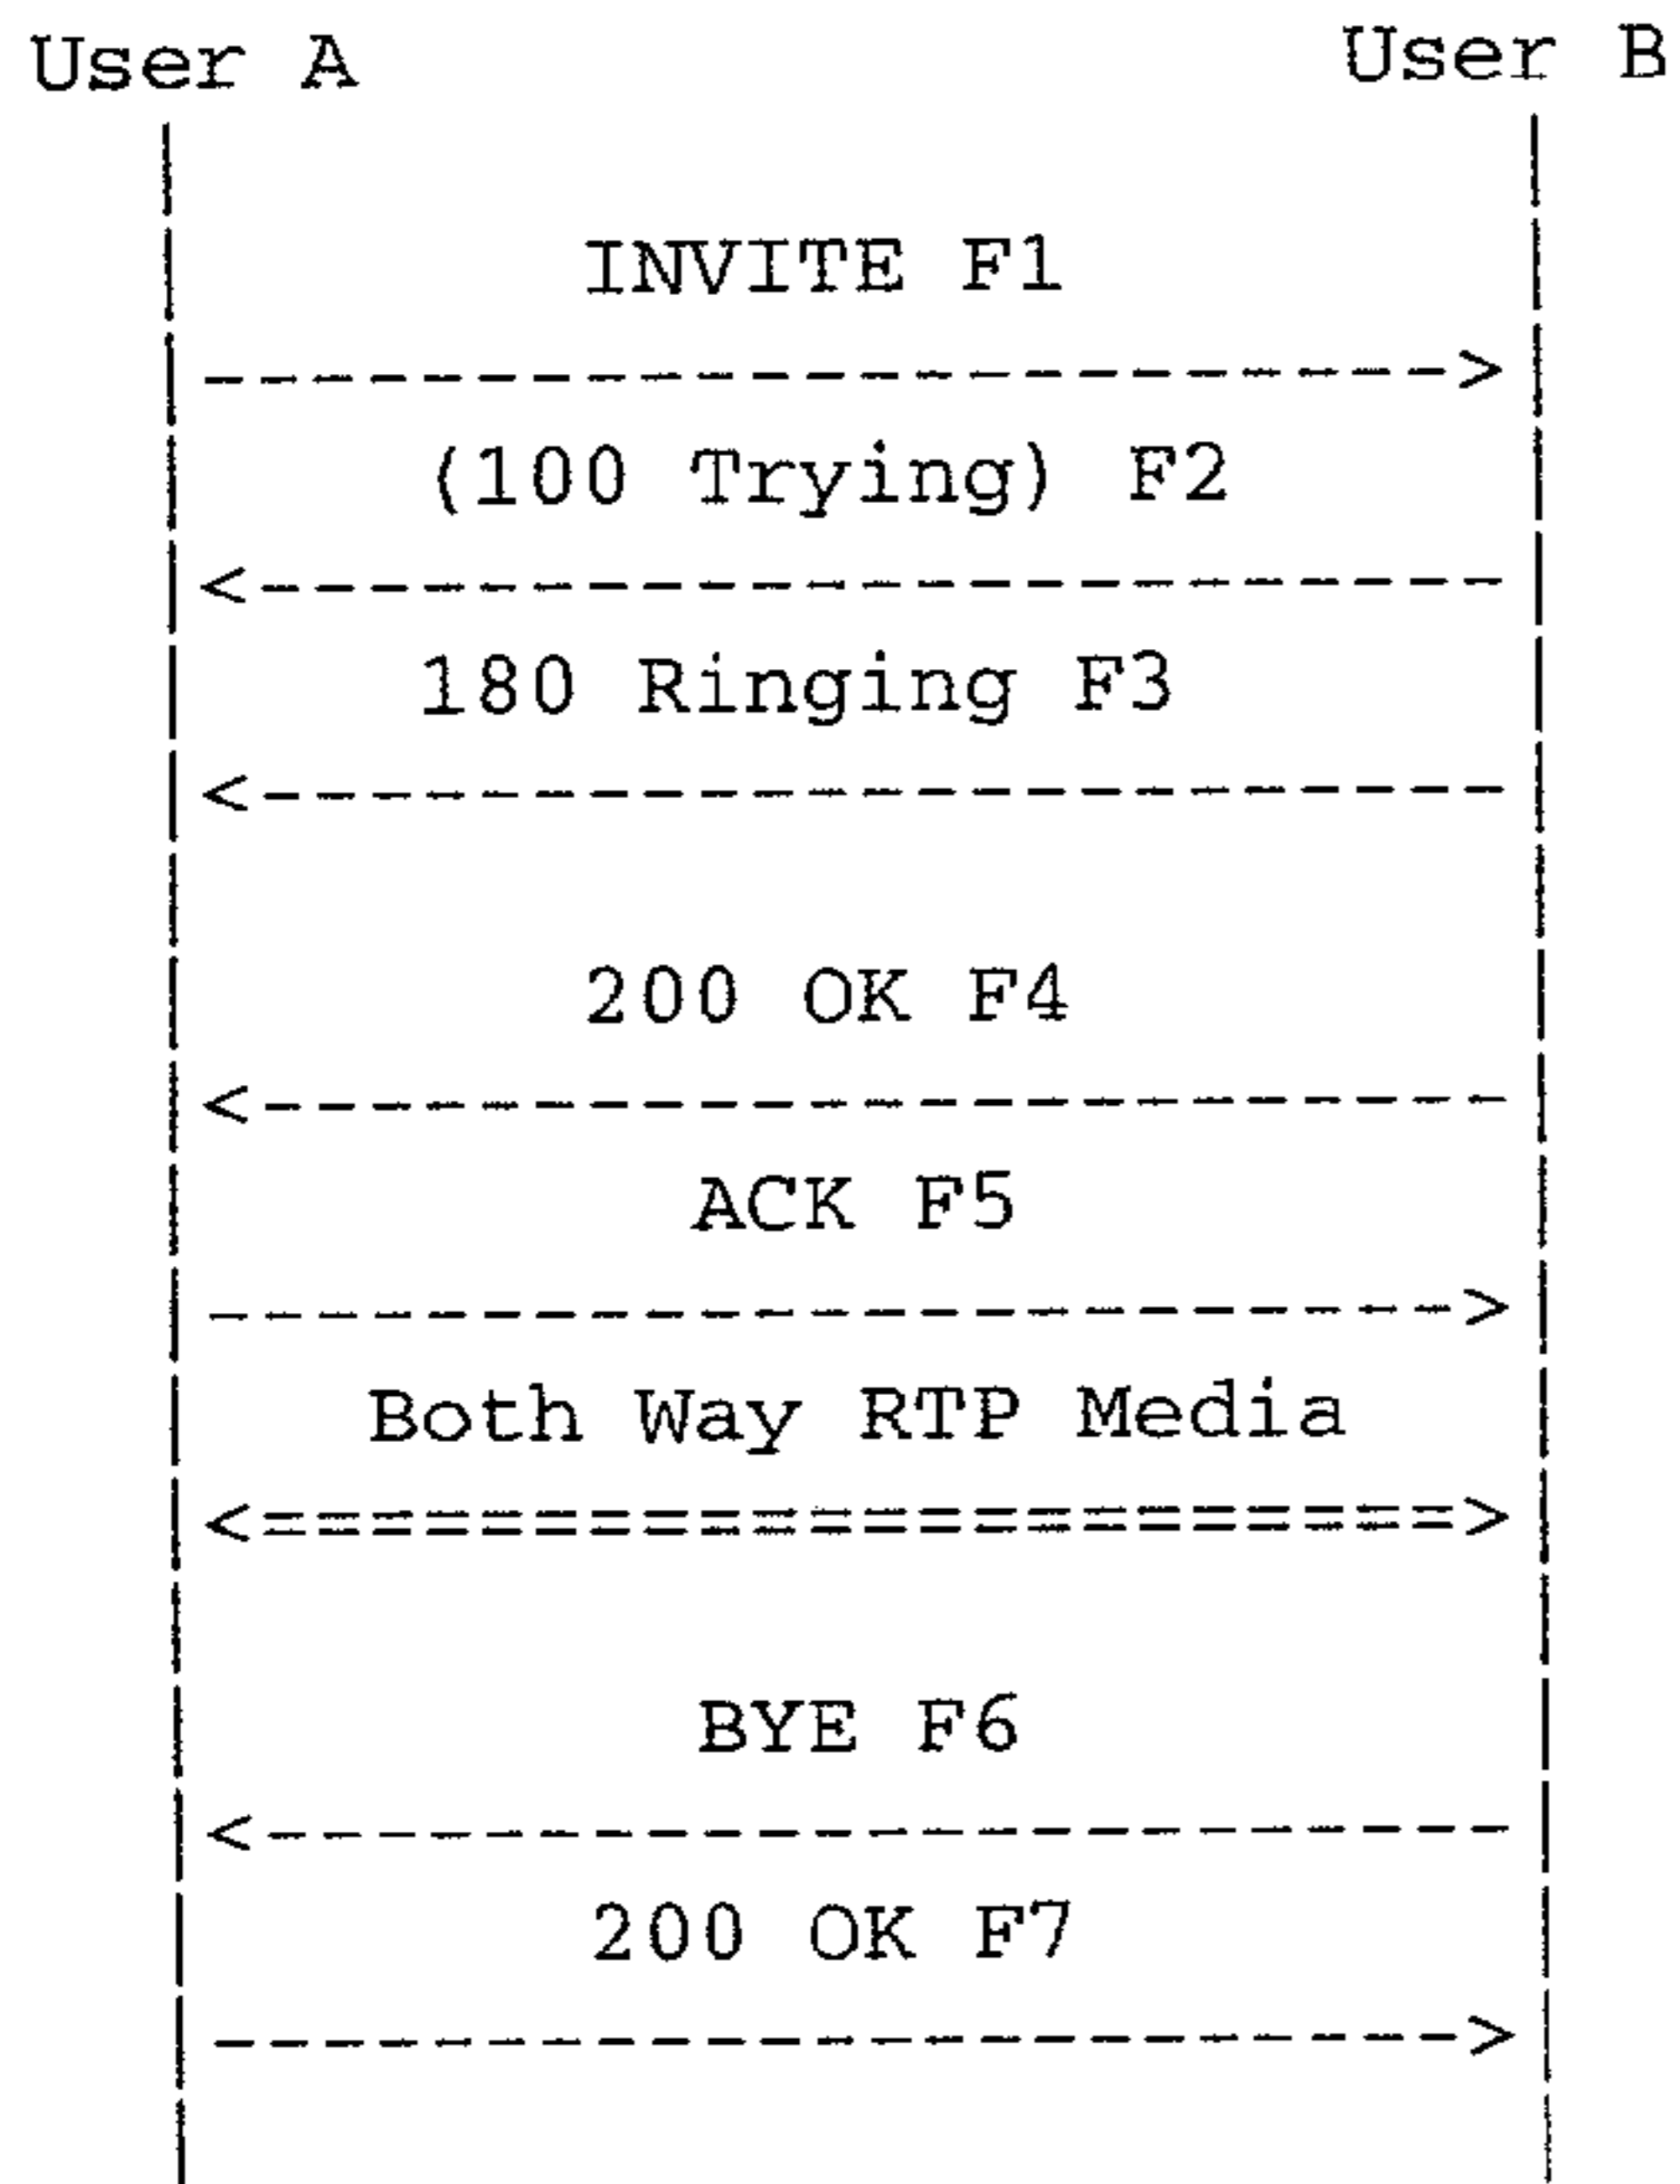 User A User B
INVITE F1
(100 Trying) F2
180 Ringing F3
200 OK F4
ACK F5
Both Way RTP Media
BYE F6
200 OK F7